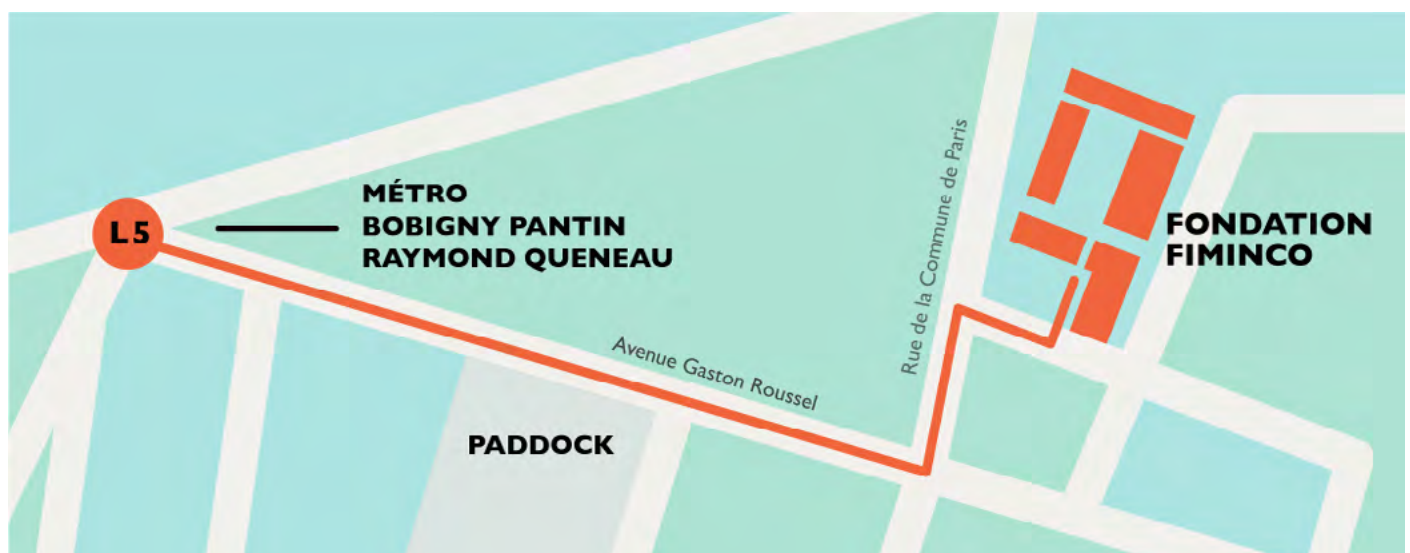 L5
MÉTRO
BOBIGNY PANTIN
RAYMOND QUENEAU
Avenue Gaston Roussel
Rue de la Commune de Paris
PADDOCK
FONDATION
FIMINCO